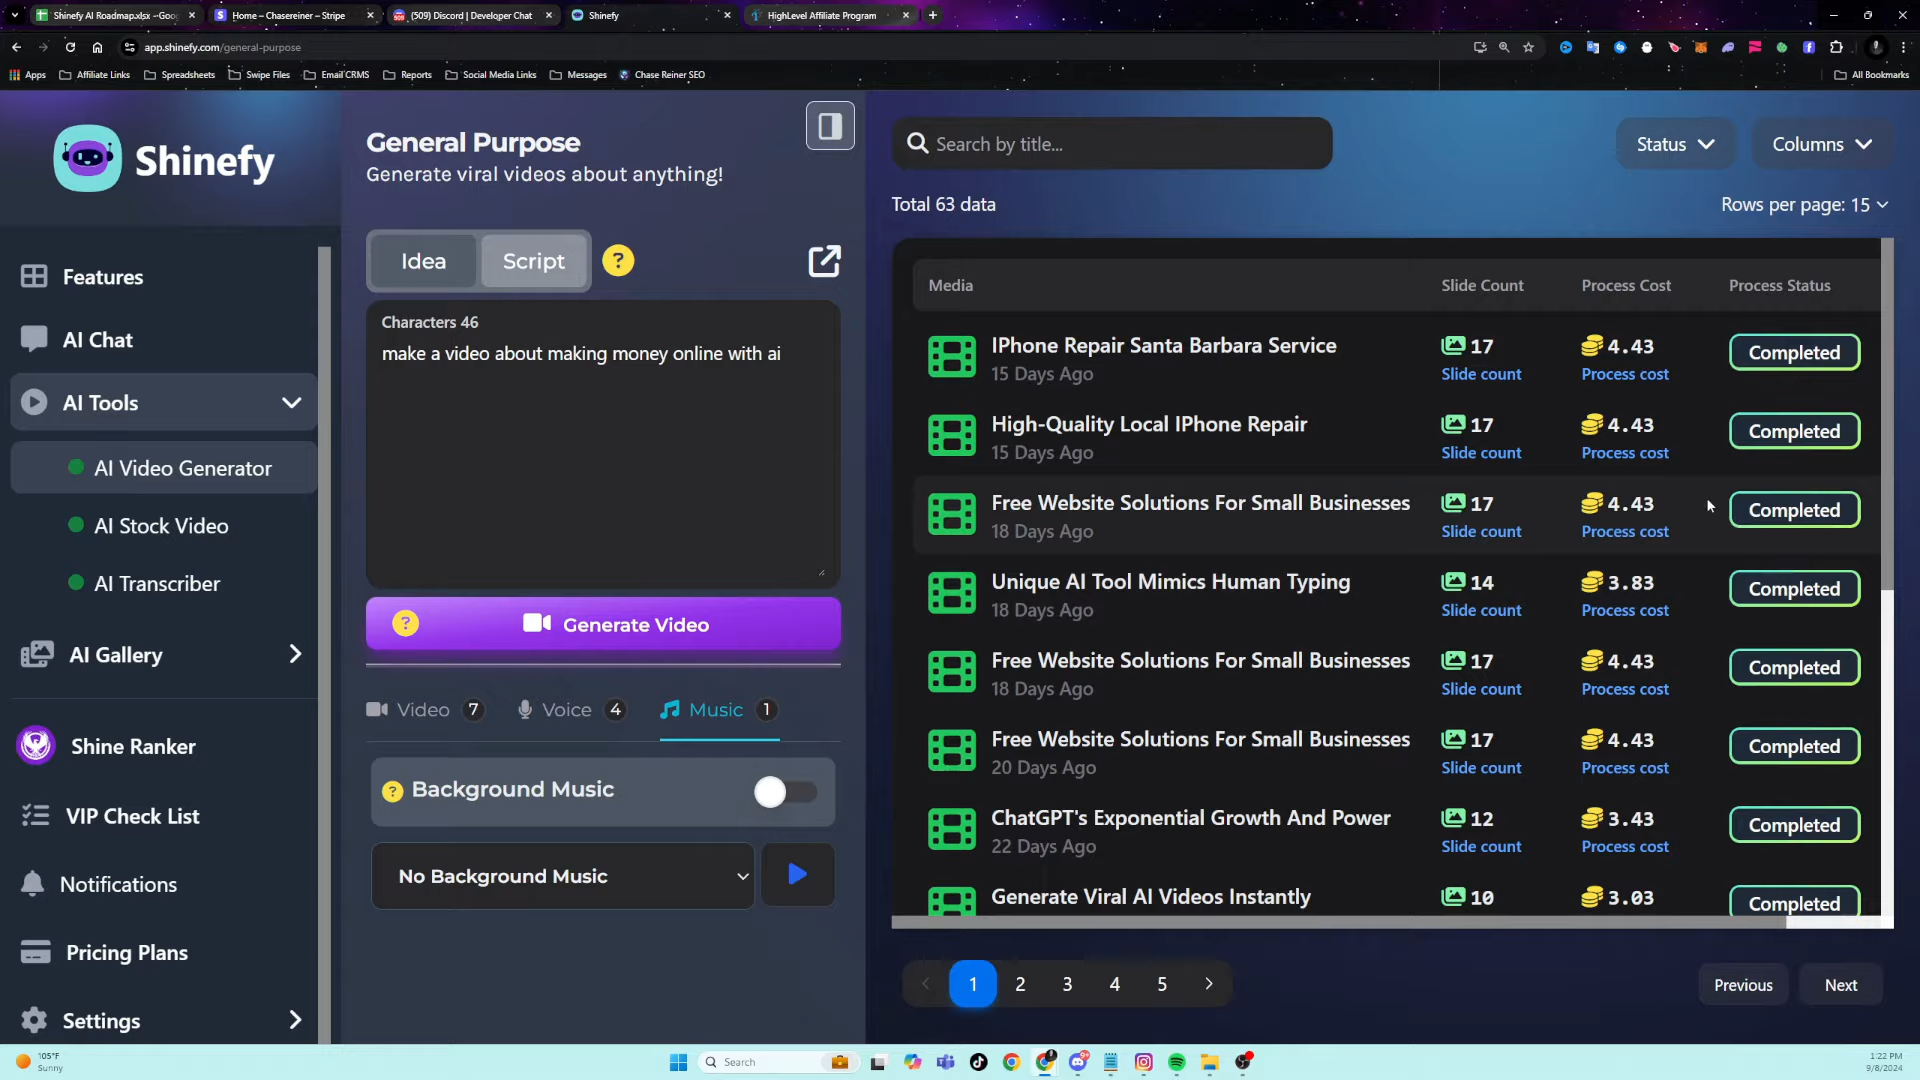 Shinefy AI Roadmap.xlsx - Goog
Home – Chasereiner – Stripe
(509) Discord | Developer Chat
Shinefy
HighLevel Affiliate Program
app.shinefy.com/general-purpose
Apps
Affiliate Links
Spreadsheets
Swipe Files
Email CRMS
Reports
Social Media Links
Messages
Chase Reiner SEO
All Bookmarks
Shinefy
Features
AI Chat
AI Tools
AI Video Generator
AI Stock Video
AI Transcriber
AI Gallery
Shine Ranker
VIP Check List
Notifications
Pricing Plans
Settings
General Purpose
Generate viral videos about anything!
Idea
Script
?
Characters 46
make a video about making money online with ai
?
Generate Video
Video 7
Voice 4
Music 1
? Background Music
No Background Music
Search by title...
Status
Columns
Total 63 data
Rows per page: 15
Media Slide Count Process Cost Process Status
IPhone Repair Santa Barbara Service 17 4.43 Completed
15 Days Ago Slide count Process cost
High-Quality Local IPhone Repair 17 4.43 Completed
15 Days Ago Slide count Process cost
Free Website Solutions For Small Businesses 17 4.43 Completed
18 Days Ago Slide count Process cost
Unique AI Tool Mimics Human Typing 14 3.83 Completed
18 Days Ago Slide count Process cost
Free Website Solutions For Small Businesses 17 4.43 Completed
18 Days Ago Slide count Process cost
Free Website Solutions For Small Businesses 17 4.43 Completed
20 Days Ago Slide count Process cost
ChatGPT's Exponential Growth And Power 12 3.43 Completed
22 Days Ago Slide count Process cost
Generate Viral AI Videos Instantly 10 3.03 Completed
1 2 3 4 5
Previous
Next
105°F
Sunny
Search
1:22 PM
9/8/2024